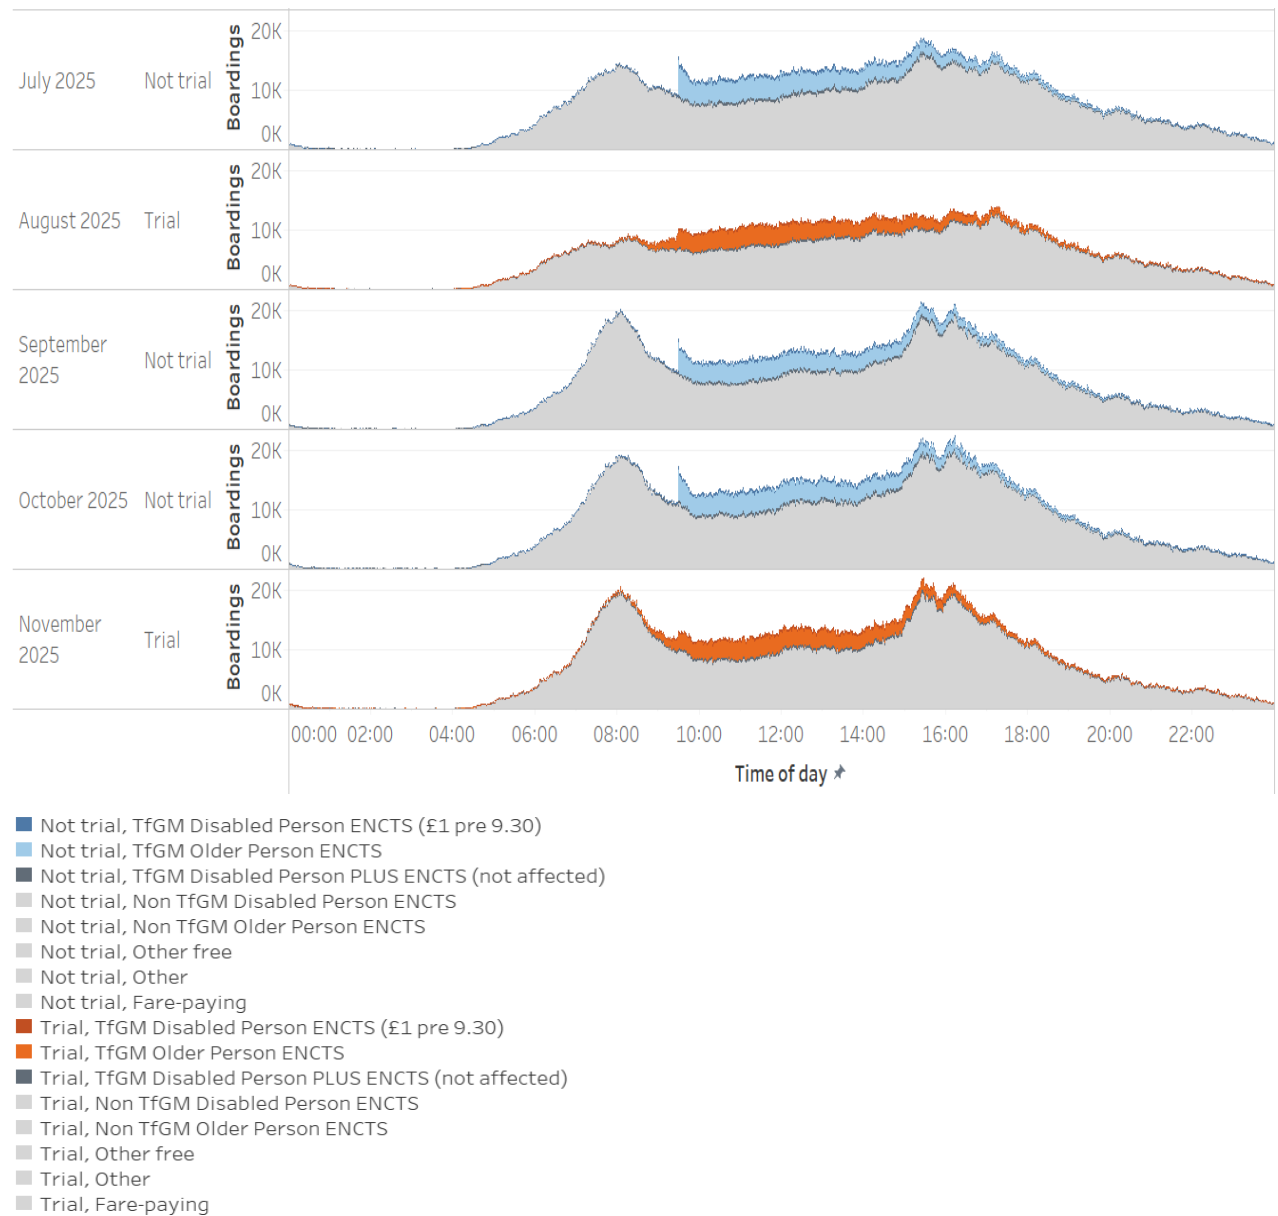 July 2025 Not trial Boardings 20K
10K
0K
August 2025 Trial Boardings 20K
10K
0K
September
2025 Not trial Boardings 20K
10K
0K
October 2025 Not trial Boardings 20K
10K
0K
November
2025 Trial Boardings 20K
10K
0K
00:00 02:00 04:00 06:00 08:00 10:00 12:00 14:00 16:00 18:00 20:00 22:00
Time of day
Not trial, TfGM Disabled Person ENCTS (£1 pre 9.30)
Not trial, TfGM Older Person ENCTS
Not trial, TfGM Disabled Person PLUS ENCTS (not affected)
Not trial, Non TfGM Disabled Person ENCTS
Not trial, Non TfGM Older Person ENCTS
Not trial, Other free
Not trial, Other
Not trial, Fare-paying
Trial, TfGM Disabled Person ENCTS (£1 pre 9.30)
Trial, TfGM Older Person ENCTS
Trial, TfGM Disabled Person PLUS ENCTS (not affected)
Trial, Non TfGM Disabled Person ENCTS
Trial, Non TfGM Older Person ENCTS
Trial, Other free
Trial, Other
Trial, Fare-paying